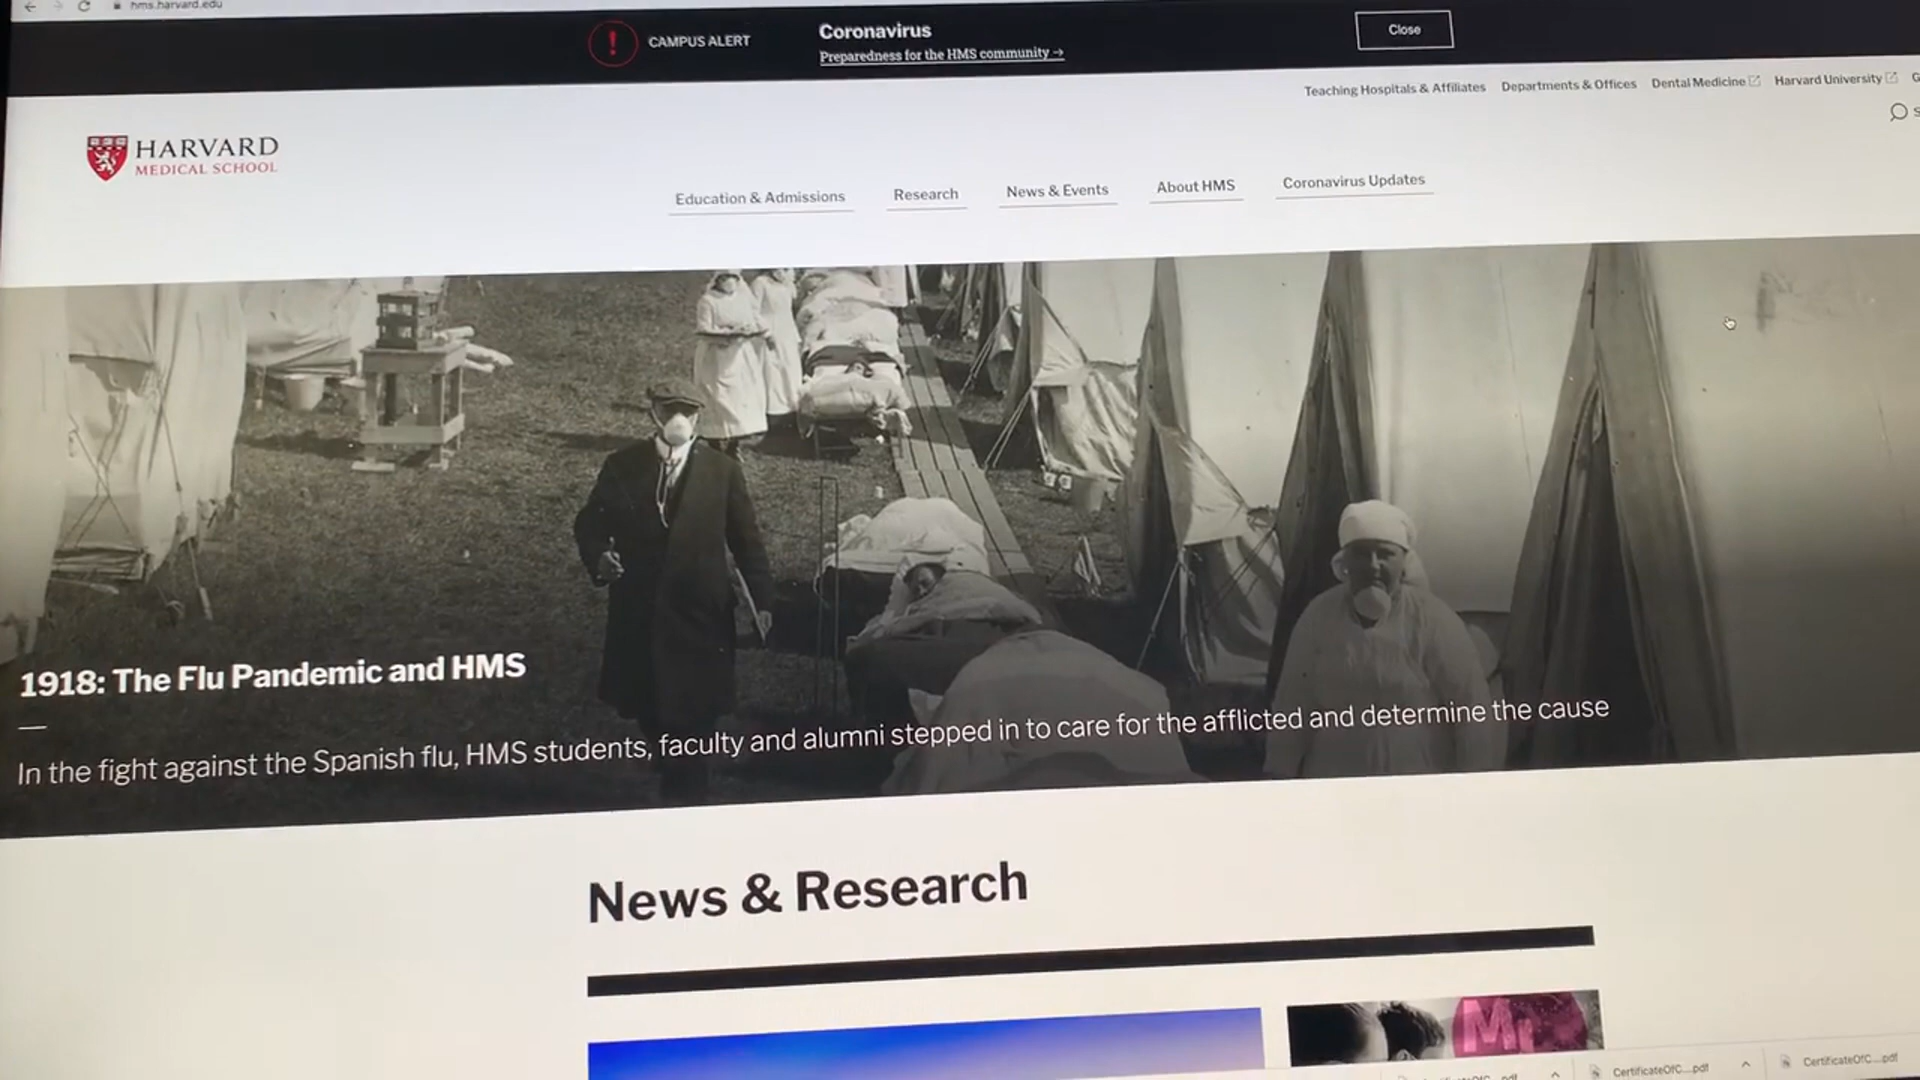 hms.harvard.edu
CAMPUS ALERT
Coronavirus
Preparedness for the HMS community →
Close
Teaching Hospitals & Affiliates Departments & Offices Dental Medicine Harvard University
HARVARD
MEDICAL SCHOOL
Education & Admissions Research News & Events About HMS Coronavirus Updates
1918: The Flu Pandemic and HMS
In the fight against the Spanish flu, HMS students, faculty and alumni stepped in to care for the afflicted and determine the cause
News & Research
CertificateOfC....pdf CertificateOfC....pdf